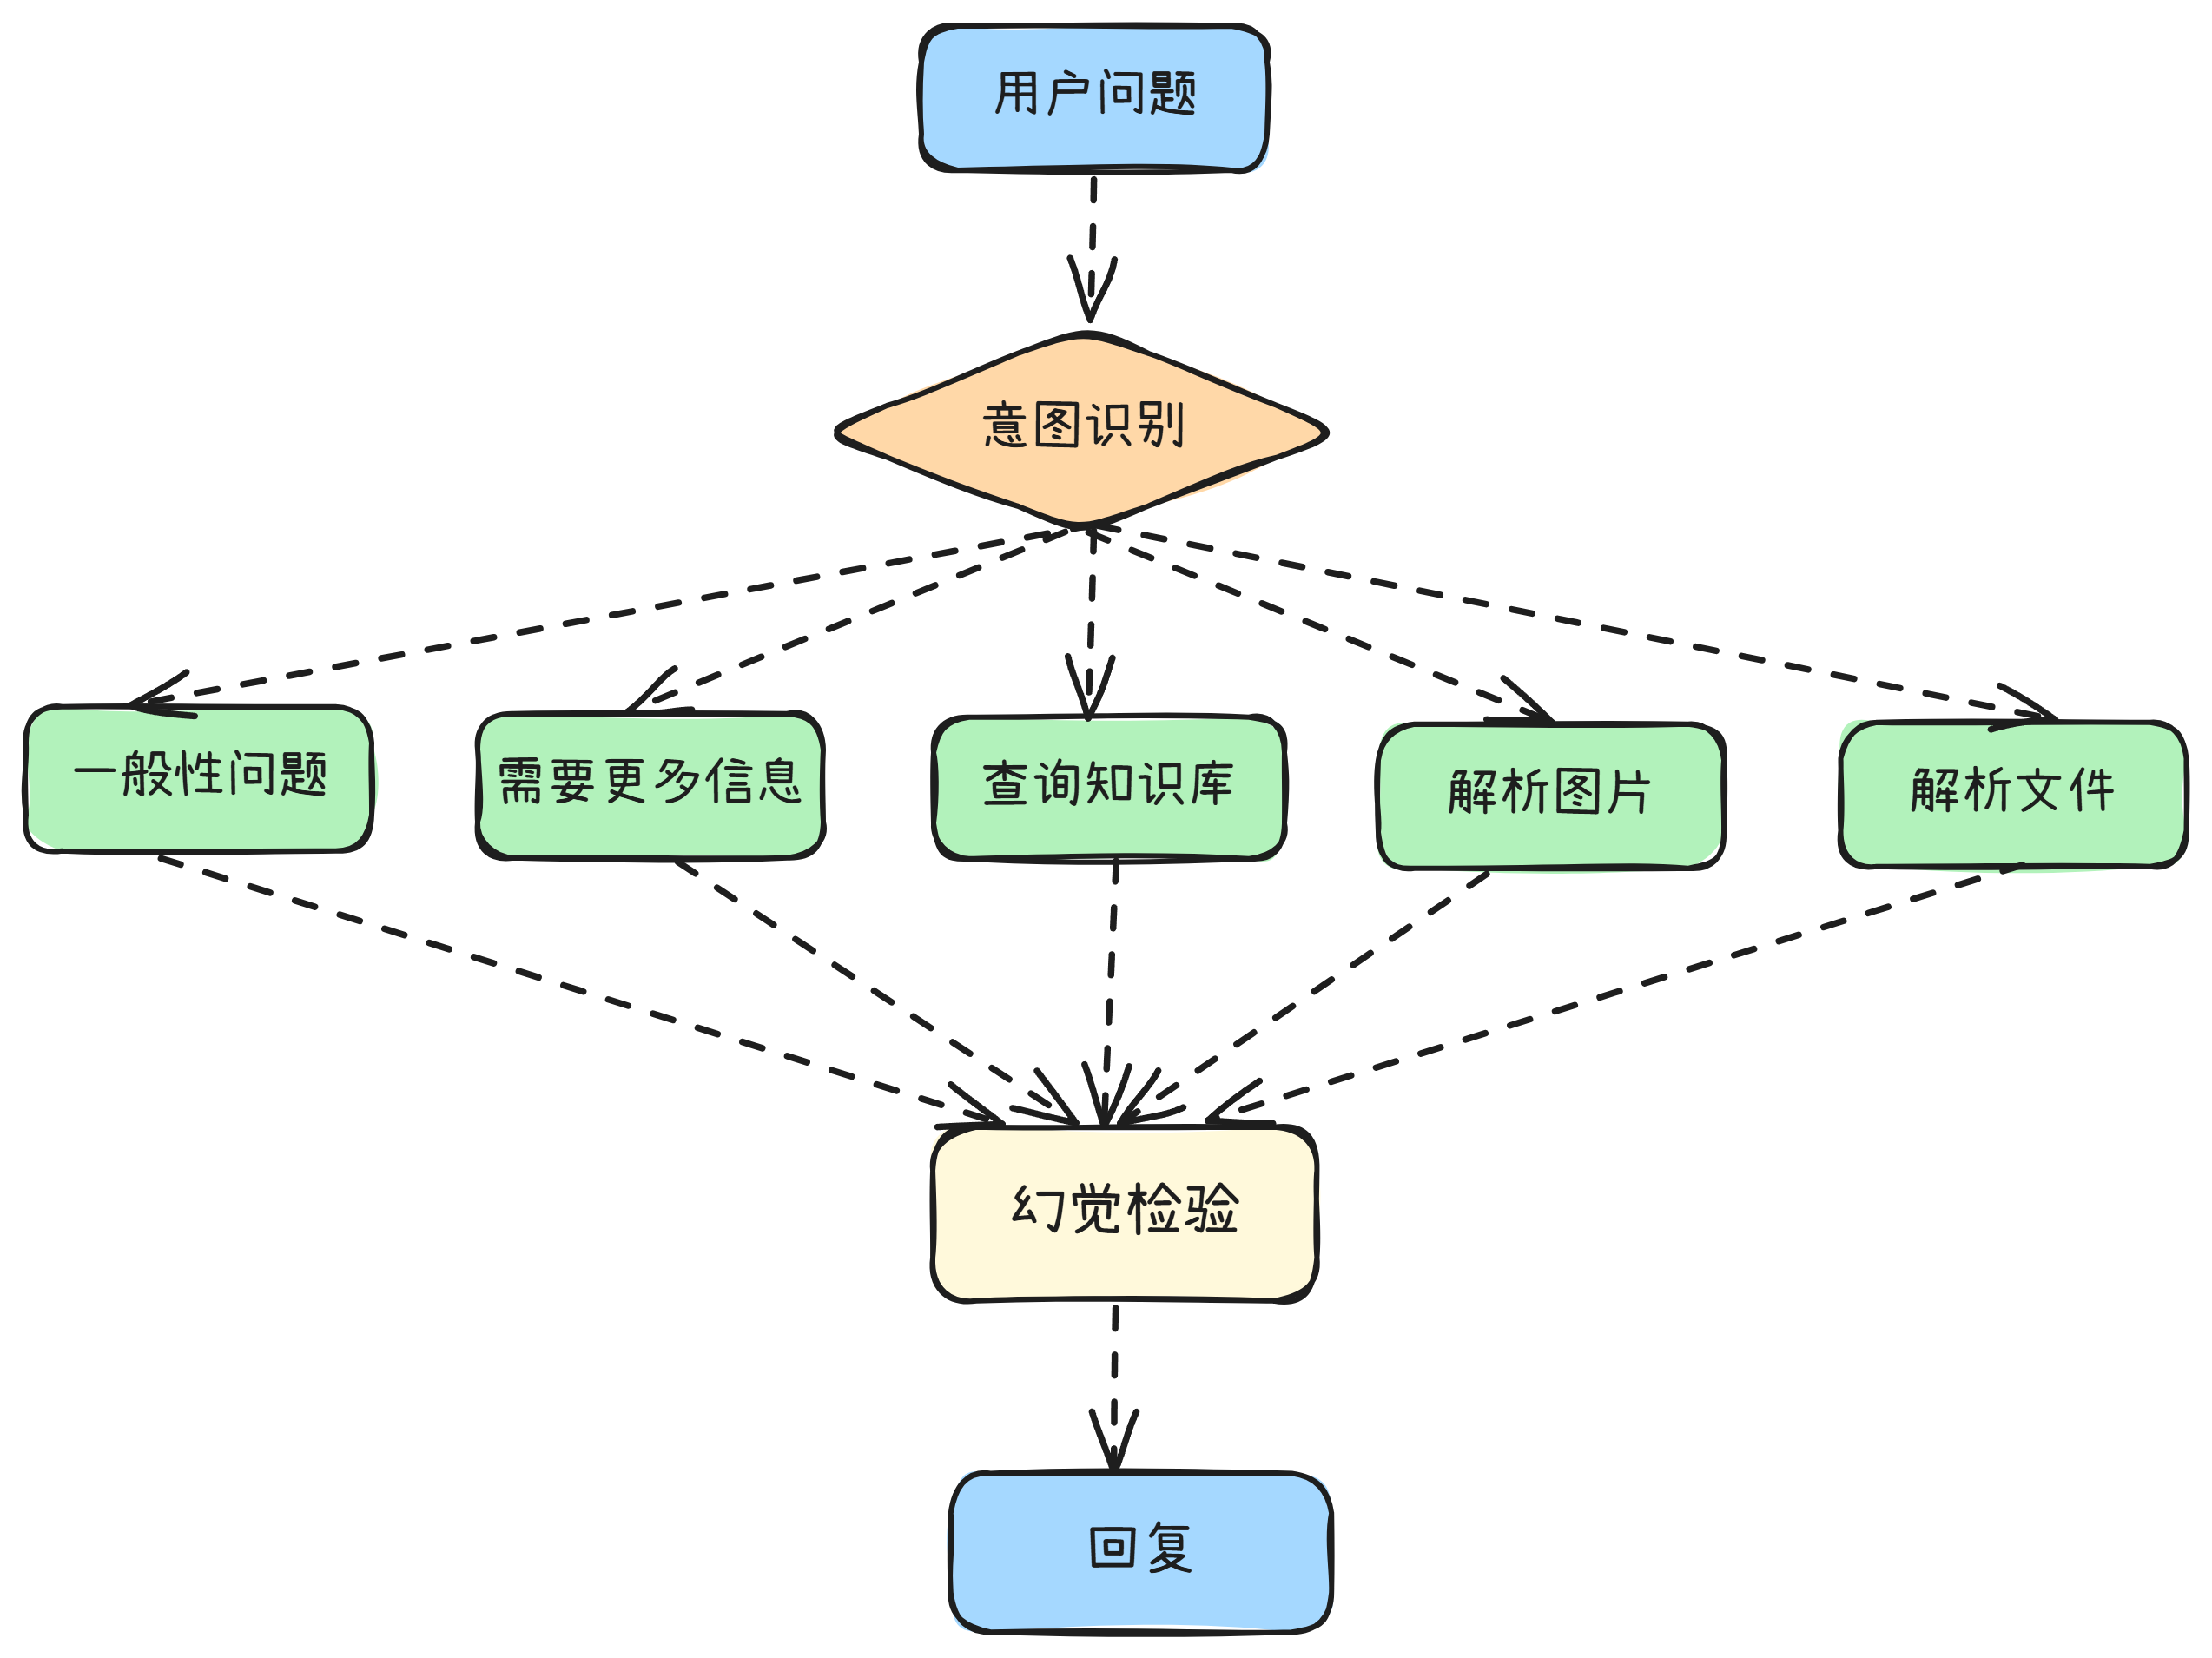 用户问题
意图识别
一般性问题
需要更多信息
查询知识库
解析图片
解析文件
幻觉检验
回复